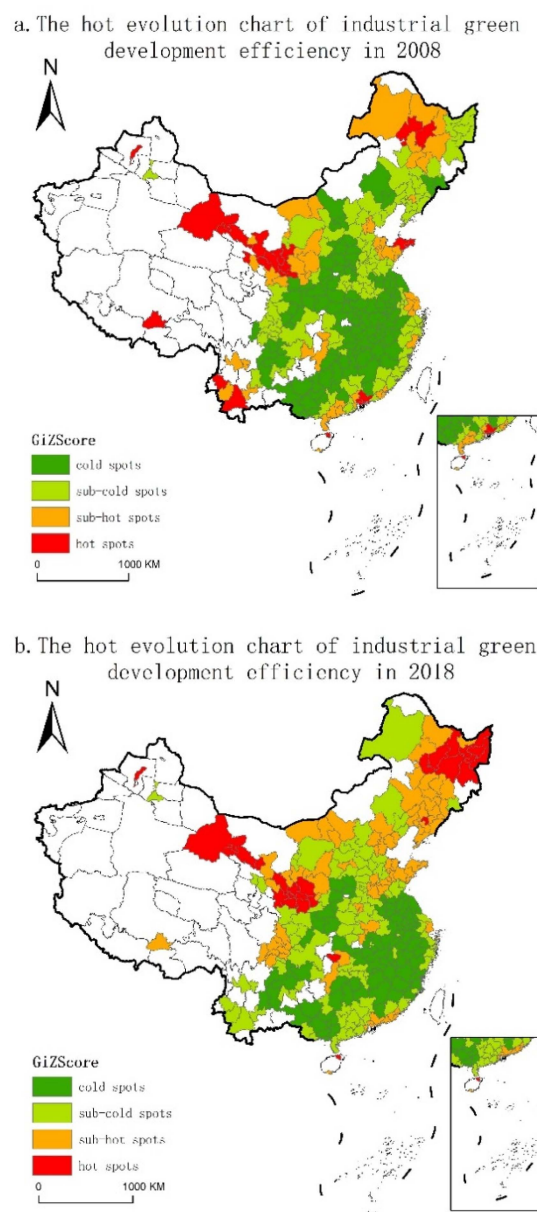 a. The hot evolution chart of industrial green
development efficiency in 2008
N
GiZScore
cold spots
sub-cold spots
sub-hot spots
hot spots
0 1000 KM
b. The hot evolution chart of industrial green
development efficiency in 2018
N
GiZScore
cold spots
sub-cold spots
sub-hot spots
hot spots
0 1000 KM